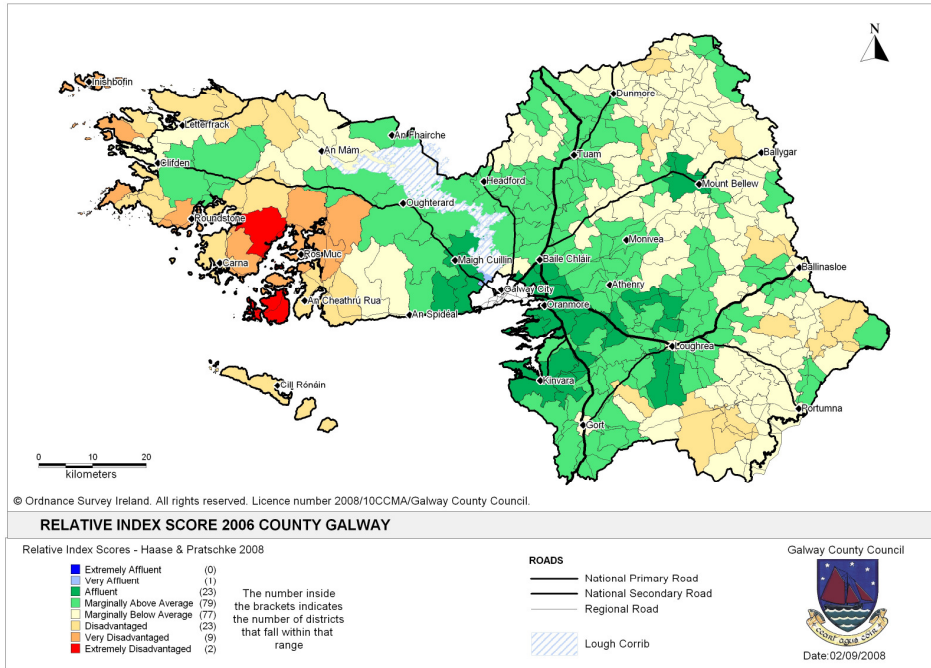 N
Inishbofin
Dunmore
Letterfrack
An Fhairche
An Mám
Tuam
Ballygar
Clifden
Headford
Mount Bellew
Oughterard
Roundstone
Monivea
Ros Muc
Maigh Cuillin
Baile Chláir
Carna
Ballinasloe
Athenry
Galway City
An Cheathrú Rua
Oranmore
An Spidéal
Loughrea
Cill Rónáin
Kinvara
Portumna
Gort
0 10 20
kilometers
© Ordnance Survey Ireland. All rights reserved. Licence number 2008/10CCMA/Galway County Council.
RELATIVE INDEX SCORE 2006 COUNTY GALWAY
Relative Index Scores - Haase & Pratschke 2008
Extremely Affluent (0)
Very Affluent (1)
Affluent (23)
Marginally Above Average (79)
Marginally Below Average (77)
Disadvantaged (23)
Very Disadvantaged (9)
Extremely Disadvantaged (2)
The number inside
the brackets indicates
the number of districts
that fall within that
range
ROADS
National Primary Road
National Secondary Road
Regional Road
Lough Corrib
Galway County Council
Date:02/09/2008